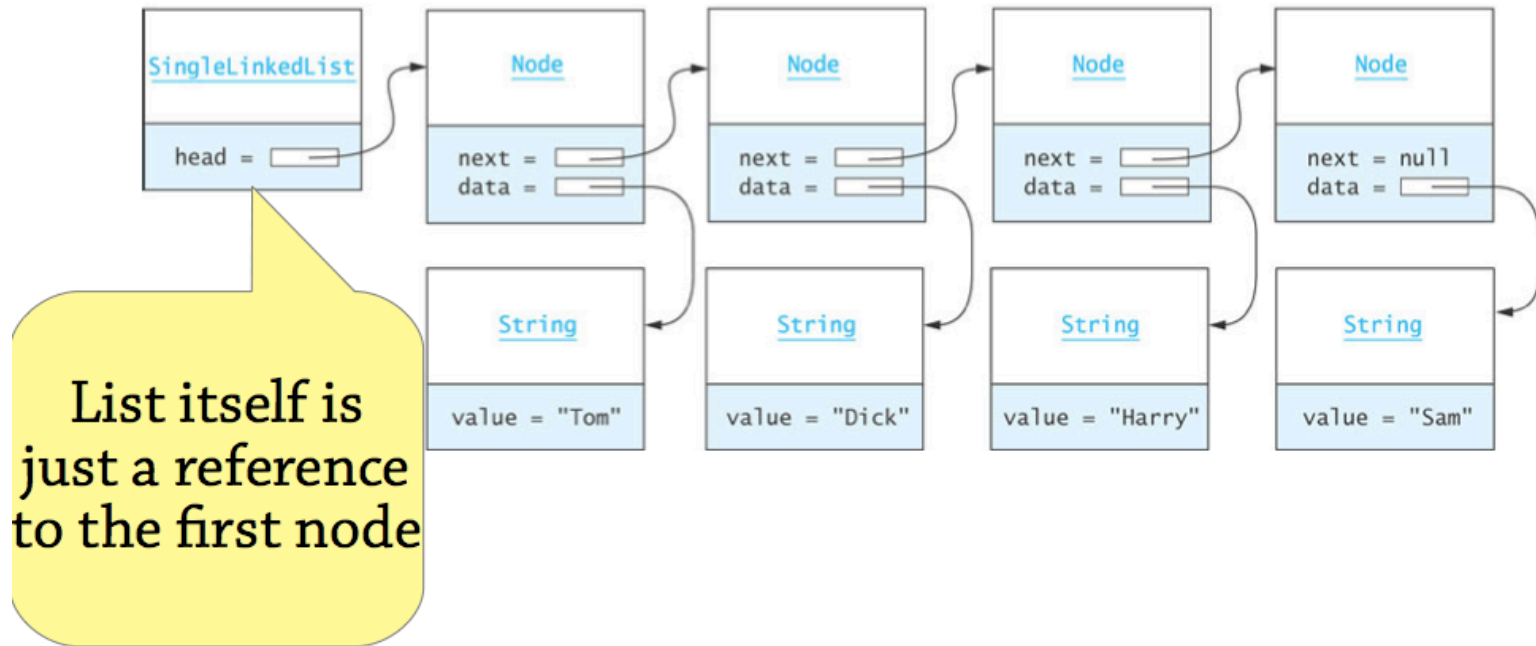 SingleLinkedList
head =
Node
next =
data =
Node
next =
data =
Node
next =
data =
Node
next = null
data =
String
value = "Tom"
String
value = "Dick"
String
value = "Harry"
String
value = "Sam"
List itself is
just a reference
to the first node